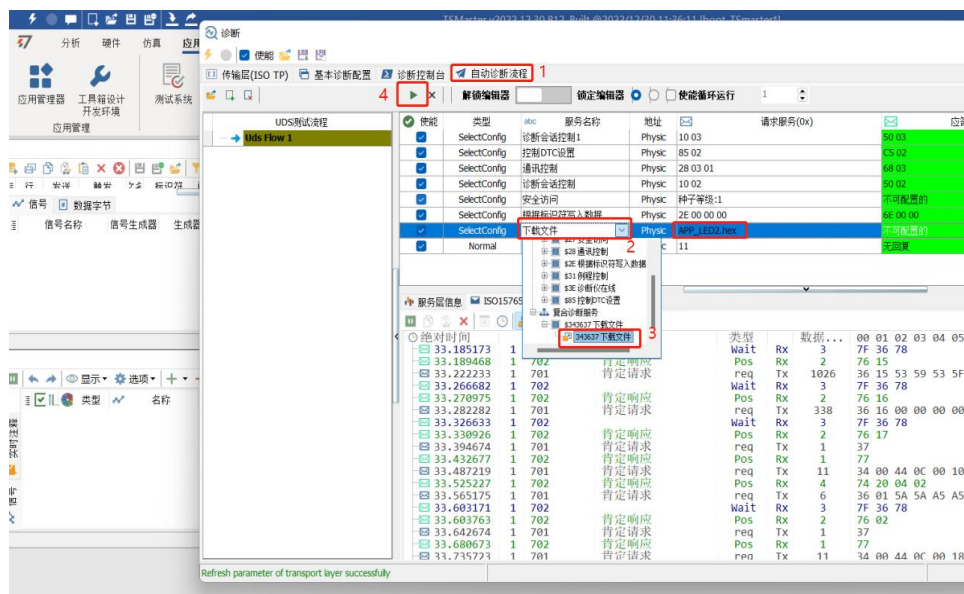 TSMaster v2022.12.30.812 Built @2022/12/30 11:36:11 [boot_TSmaster]
诊断
分析 硬件 仿真 应用
使能
传输层(ISO TP) 基本诊断配置 诊断控制台 自动诊断流程 1
4 解锁编辑器 锁定编辑器 使能循环运行 1
应用管理器 工具箱设计 测试系统
开发环境
应用管理
UDS测试流程
Uds Flow 1
使能 类型 abc 服务名称 地址 请求服务(0x) 应答
SelectConfig 诊断会话控制1 Physic 10 03 50 03
SelectConfig 控制DTC设置 Physic 85 02 C5 02
SelectConfig 通讯控制 Physic 28 03 01 68 03
SelectConfig 诊断会话控制 Physic 10 02 50 02
SelectConfig 安全访问 Physic 种子等级:1 不可配置的
SelectConfig 根据标识符写入数据 Physic 2E 00 00 00 6E 00 00
SelectConfig 下载文件 Physic APP_LED2.hex 不可配置的
Normal 11 无回复
2
$28 通讯控制
$2E 根据标识符写入数据
$31 例程控制
$3E 诊断仪在线
$85 控制DTC设置
复合诊断服务
$343637 下载文件
343637 下载文件 3
信号 数据字节
信号名称 信号生成器 生成器
显示 选项
类型 名称
实时注释
信号
服务层信息 ISO15765
绝对时间 类型 数据... 00 01 02 03 04 05
33.185173 1 702 Wait Rx 3 7F 36 78
33.189468 1 702 肯定响应 Pos Rx 2 76 15
33.222233 1 701 肯定请求 req Tx 1026 36 15 53 59 53 5F
33.266682 1 702 Wait Rx 3 7F 36 78
33.270975 1 702 肯定响应 Pos Rx 2 76 16
33.282282 1 701 肯定请求 req Tx 338 36 16 00 00 00 00
33.326633 1 702 Wait Rx 3 7F 36 78
33.330926 1 702 肯定响应 Pos Rx 2 76 17
33.394674 1 701 肯定请求 req Tx 1 37
33.432677 1 702 肯定响应 Pos Rx 1 77
33.487219 1 701 肯定请求 req Tx 11 34 00 44 0C 00 10
33.525227 1 702 肯定响应 Pos Rx 4 74 20 04 02
33.565175 1 701 肯定请求 req Tx 6 36 01 5A 5A A5 A5
33.603171 1 702 Wait Rx 3 7F 36 78
33.603763 1 702 肯定响应 Pos Rx 2 76 02
33.642674 1 701 肯定请求 req Tx 1 37
33.680673 1 702 肯定响应 Pos Rx 1 77
33.735723 1 701 肯定请求 req Tx 11 34 00 44 0C 00 18
Refresh parameter of transport layer successfully